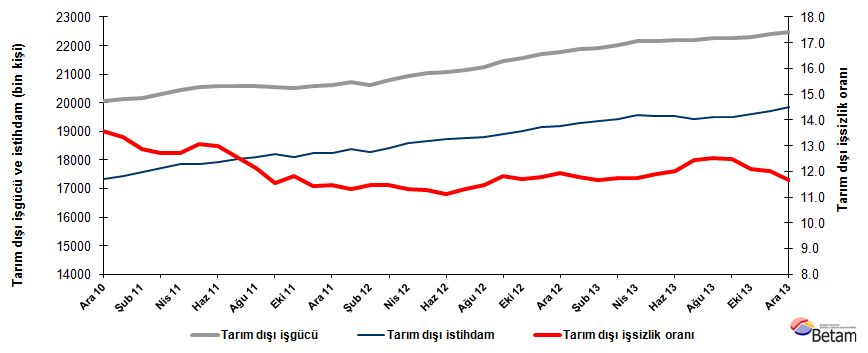 Tarım dışı işgücü ve istihdam (bin kişi)
23000
22000
21000
20000
19000
18000
17000
16000
15000
14000
18.0
17.0
16.0
15.0
14.0
13.0
12.0
11.0
10.0
9.0
8.0
Tarım dışı işsizlik oranı
Ara 10
Şub 11
Nis 11
Haz 11
Ağu 11
Eki 11
Ara 11
Şub 12
Nis 12
Haz 12
Ağu 12
Eki 12
Ara 12
Şub 13
Nis 13
Haz 13
Ağu 13
Eki 13
Ara 13
Tarım dışı işgücü
Tarım dışı istihdam
Tarım dışı işsizlik oranı
Betam